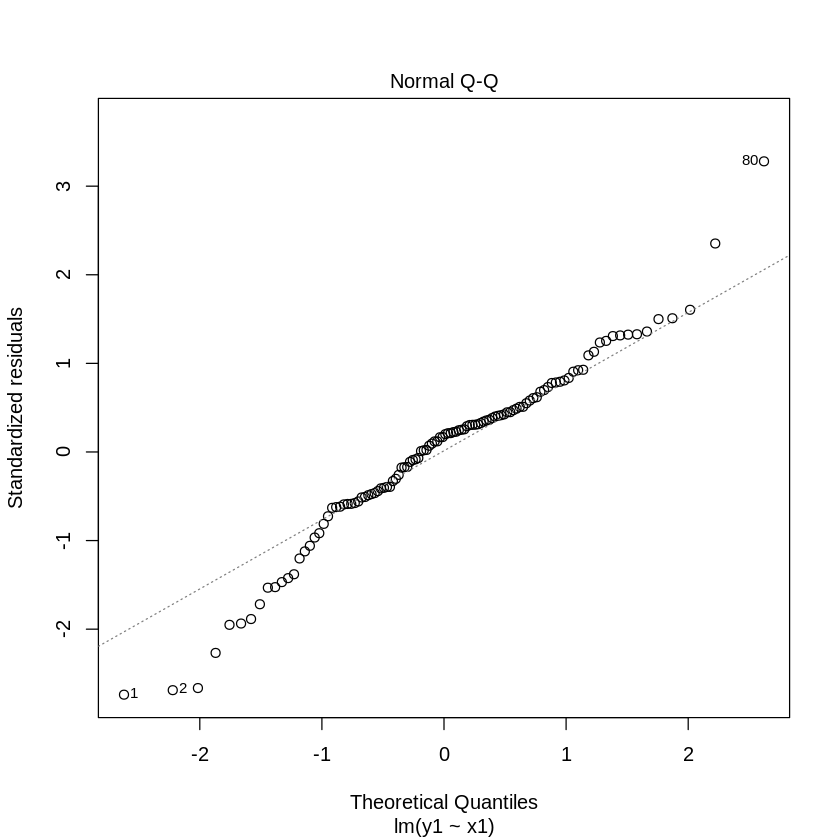 Normal Q-Q
Standardized residuals
3
2
1
0
-1
-2
80
1
2
-2 -1 0 1 2
Theoretical Quantiles
lm(y1 ~ x1)